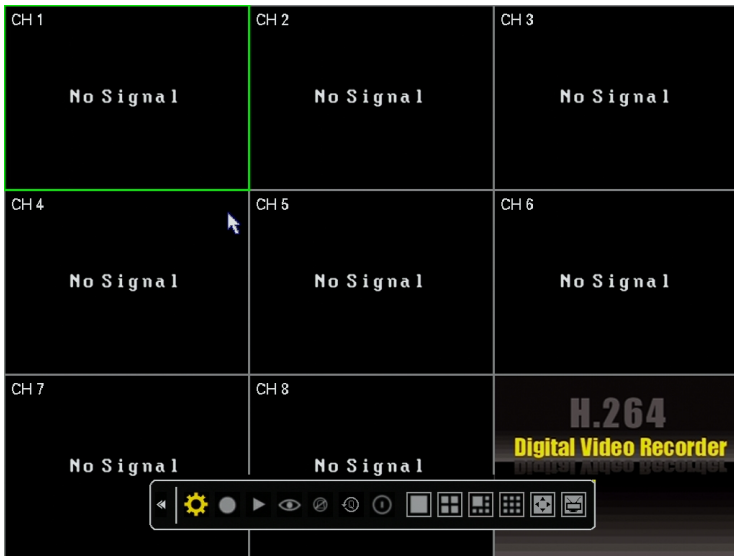 CH 1
CH 2
CH 3
No Signal
No Signal
No Signal
CH 4
CH 5
CH 6
No Signal
No Signal
No Signal
CH 7
CH 8
H.264
Digital Video Recorder
No Signal
No Signal